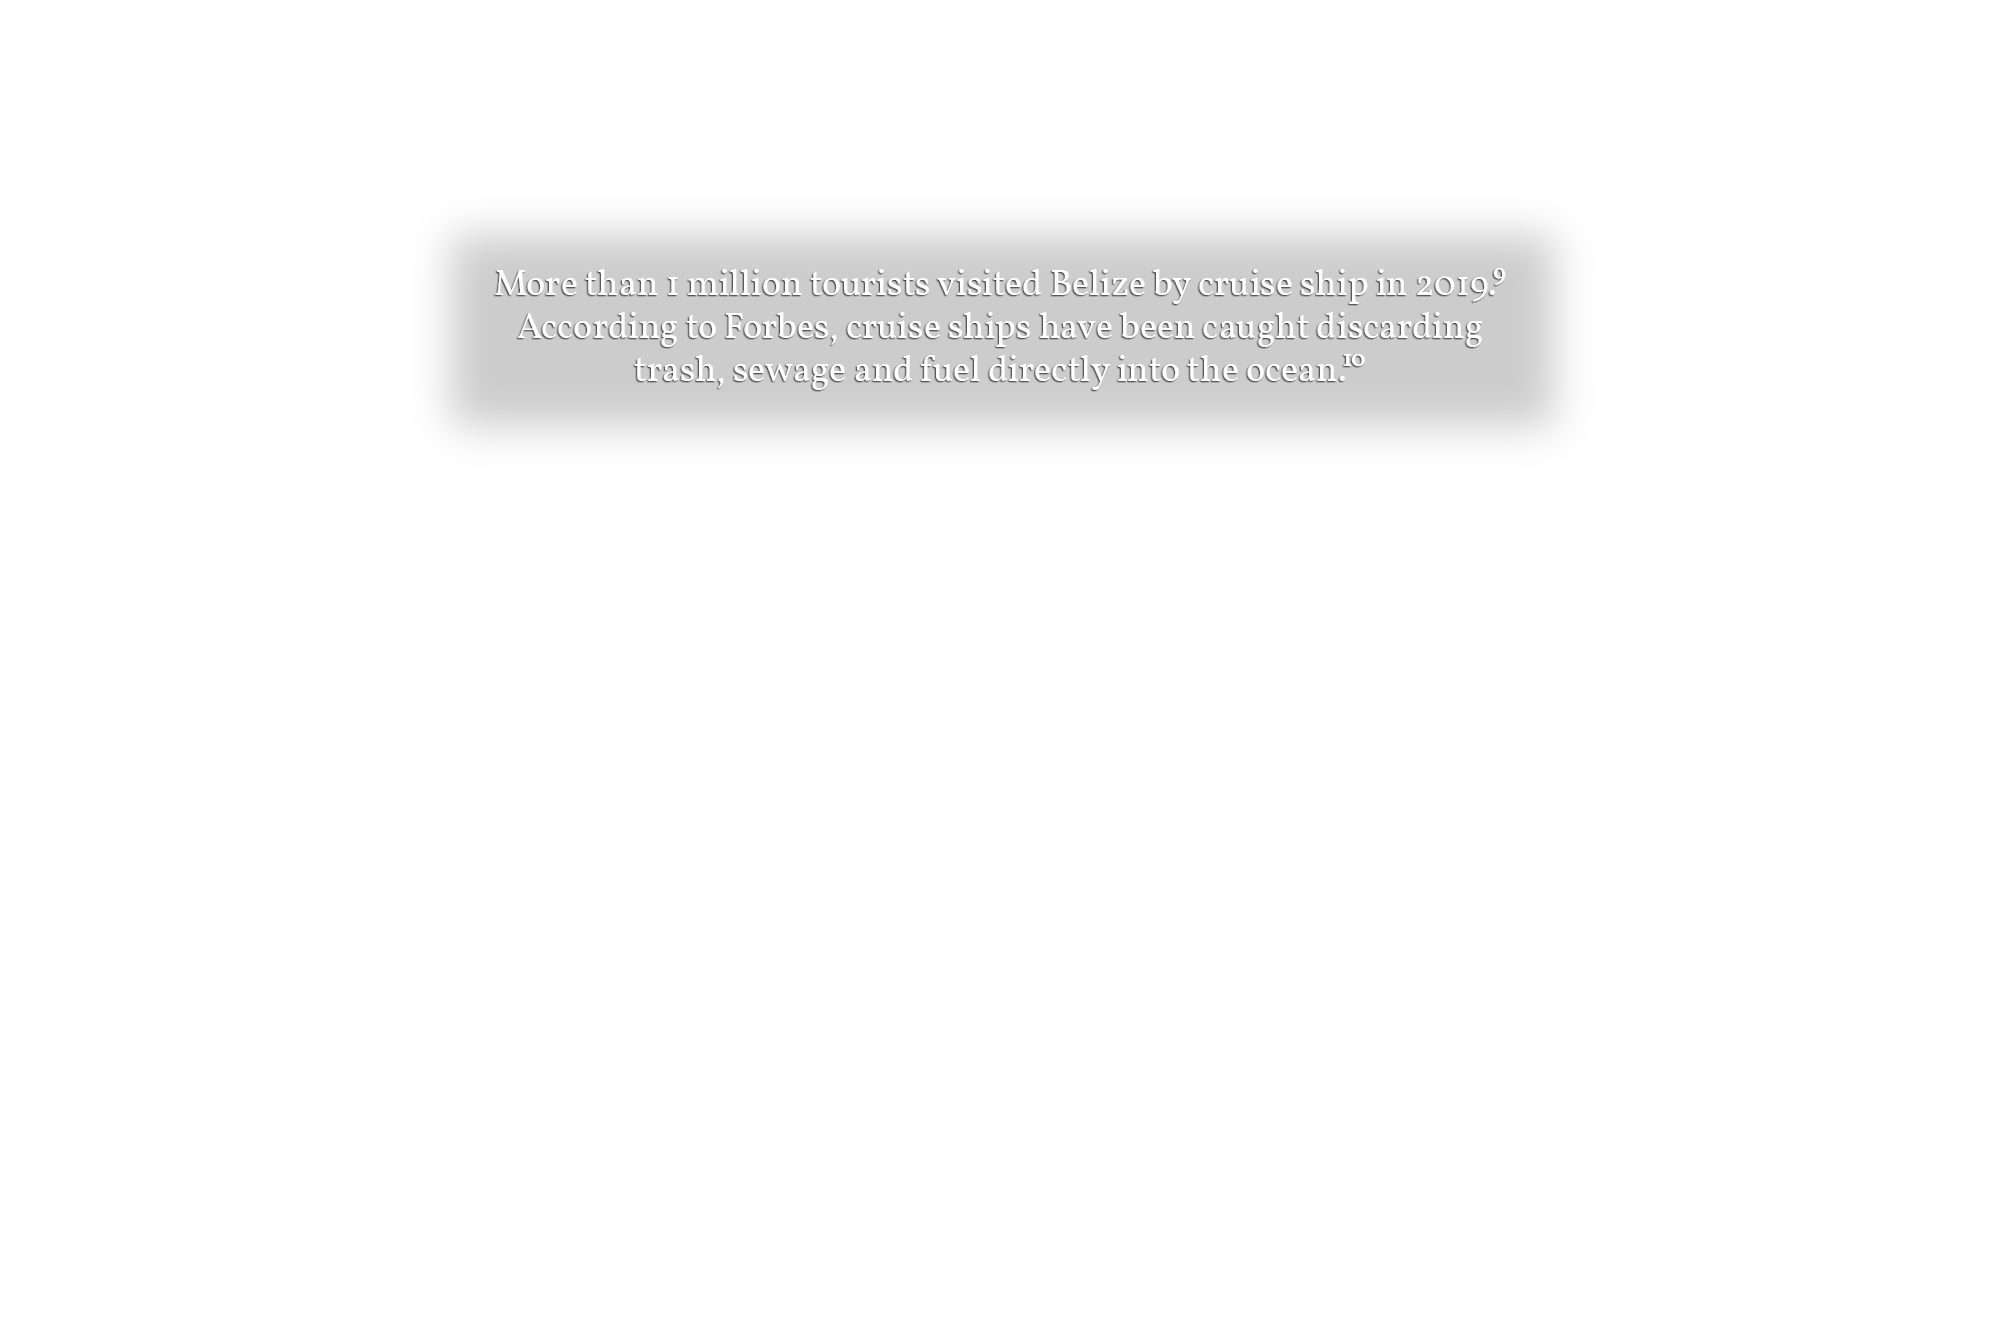 More than 1 million tourists visited Belize by cruise ship in 2019.⁹
According to Forbes, cruise ships have been caught discarding
trash, sewage and fuel directly into the ocean.¹⁰